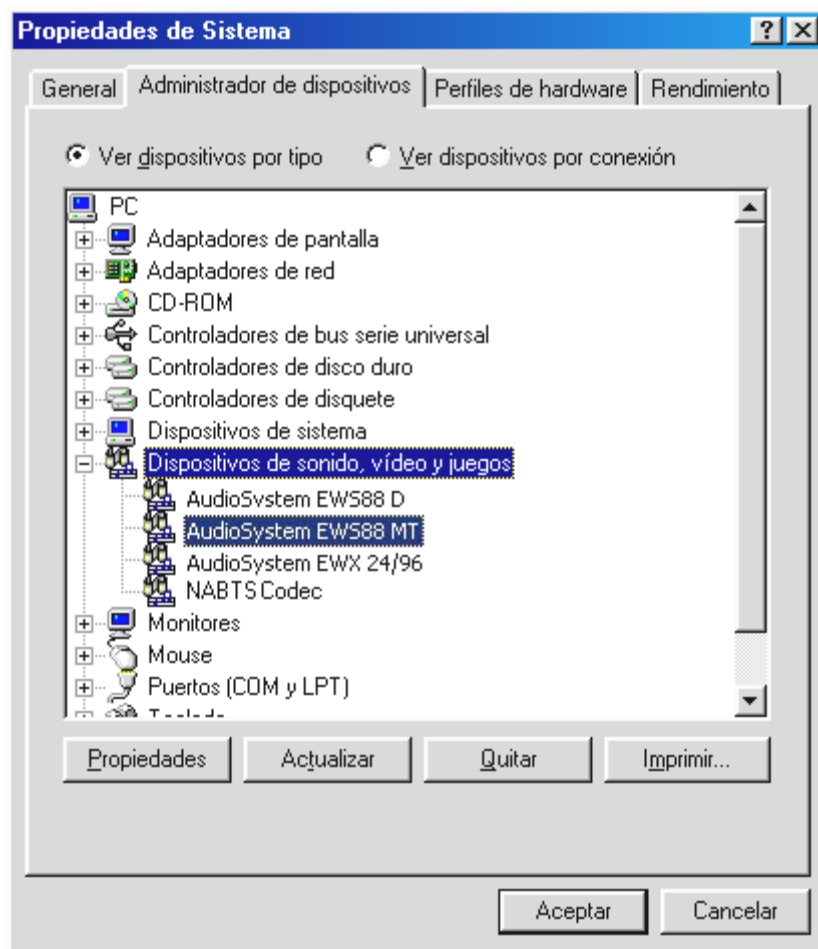 Propiedades de Sistema
General Administrador de dispositivos Perfiles de hardware Rendimiento
Ver dispositivos por tipo Ver dispositivos por conexión
PC
Adaptadores de pantalla
Adaptadores de red
CD-ROM
Controladores de bus serie universal
Controladores de disco duro
Controladores de disquete
Dispositivos de sistema
Dispositivos de sonido, vídeo y juegos
AudioSystem EWS88 D
AudioSystem EWS88 MT
AudioSystem EWX 24/96
NABTS Codec
Monitores
Mouse
Puertos (COM y LPT)
Propiedades Actualizar Quitar Imprimir...
Aceptar Cancelar